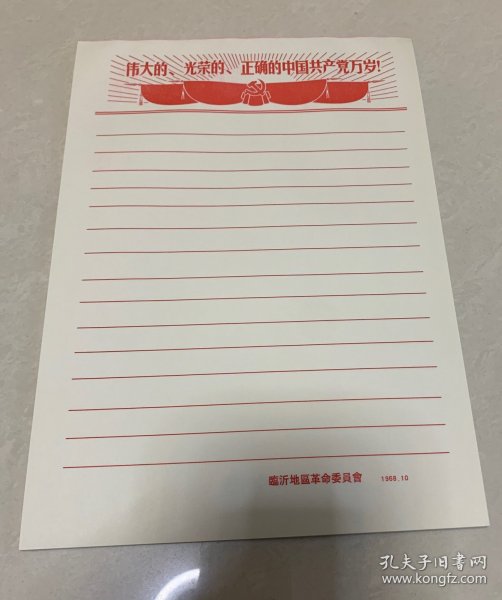 伟大的、光荣的、正确的中国共产党万岁!
臨沂地區革命委員會 1968.10
孔夫子旧书网
www.kongfz.com